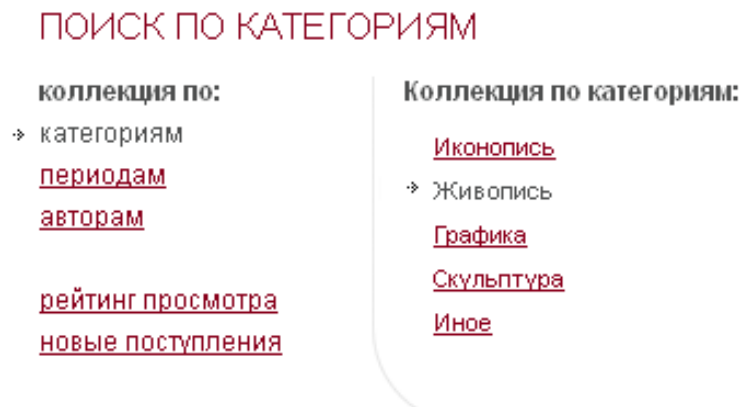 ПОИСК ПО КАТЕГОРИЯМ
коллекция по:
категориям
периодам
авторам
рейтинг просмотра
новые поступления
Коллекция по категориям:
Иконопись
Живопись
Графика
Скульптура
Иное